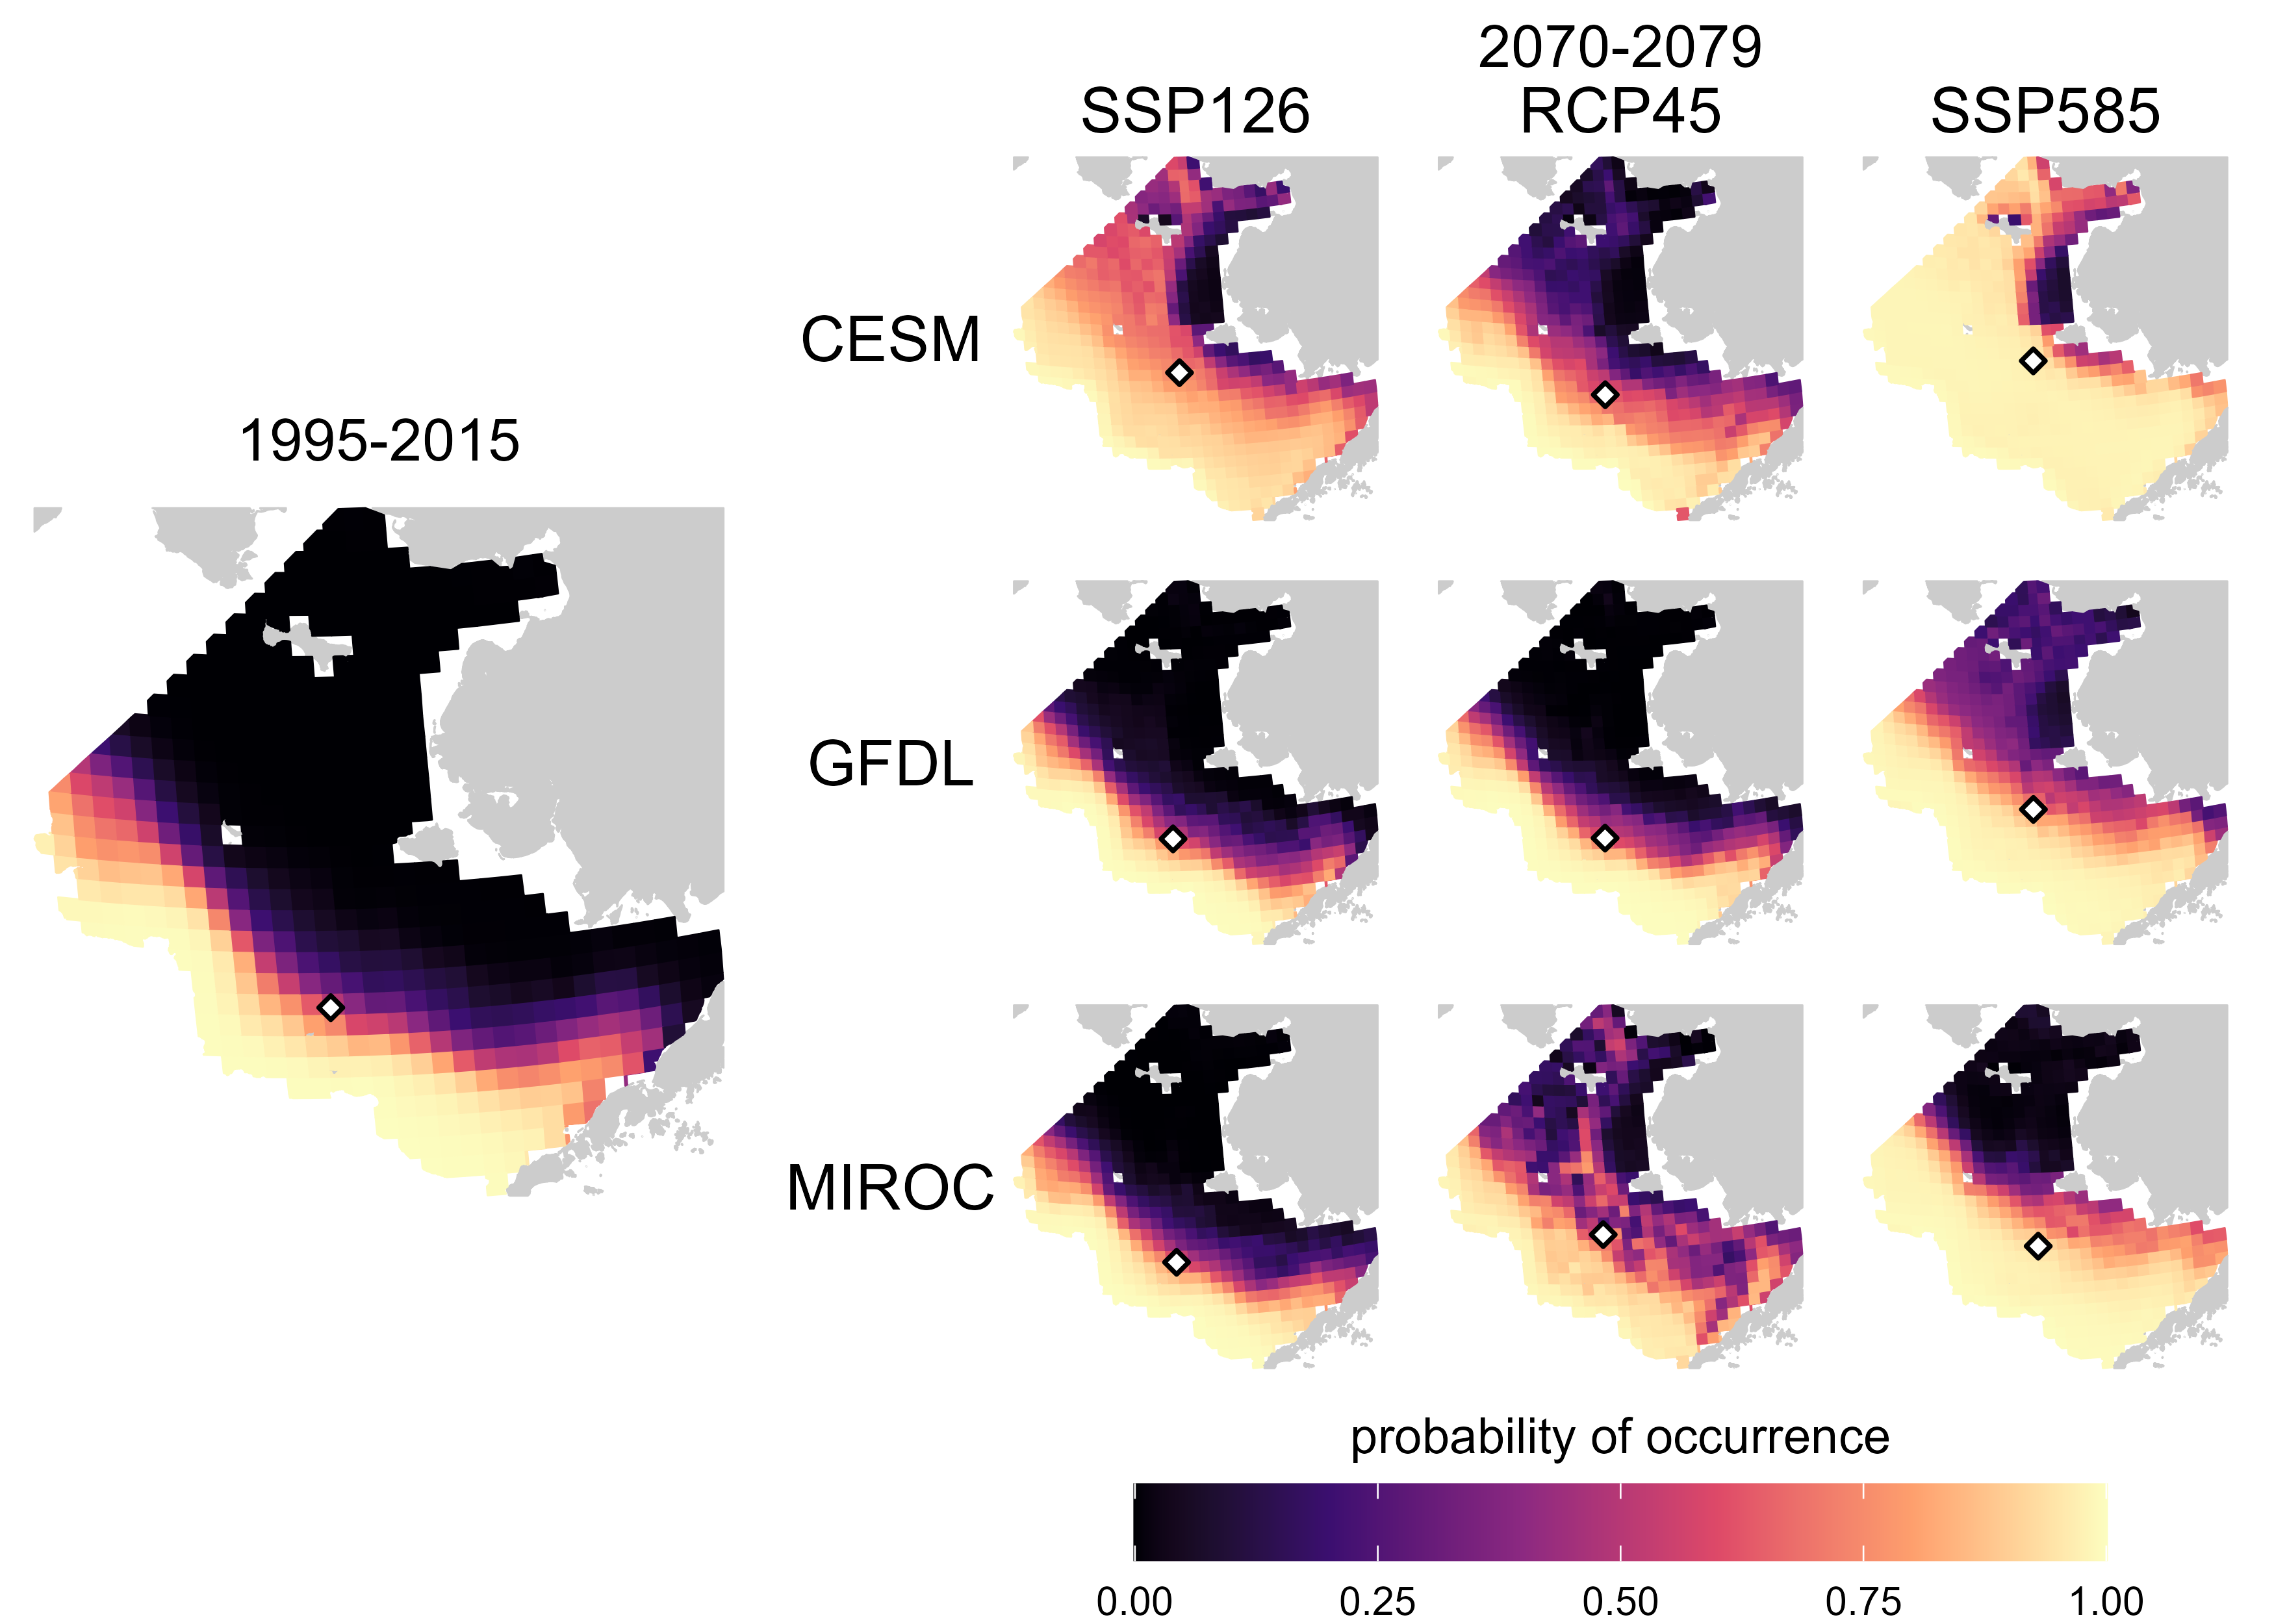 2070-2079
SSP126 RCP45 SSP585
CESM
1995-2015
GFDL
MIROC
probability of occurrence
0.00 0.25 0.50 0.75 1.00